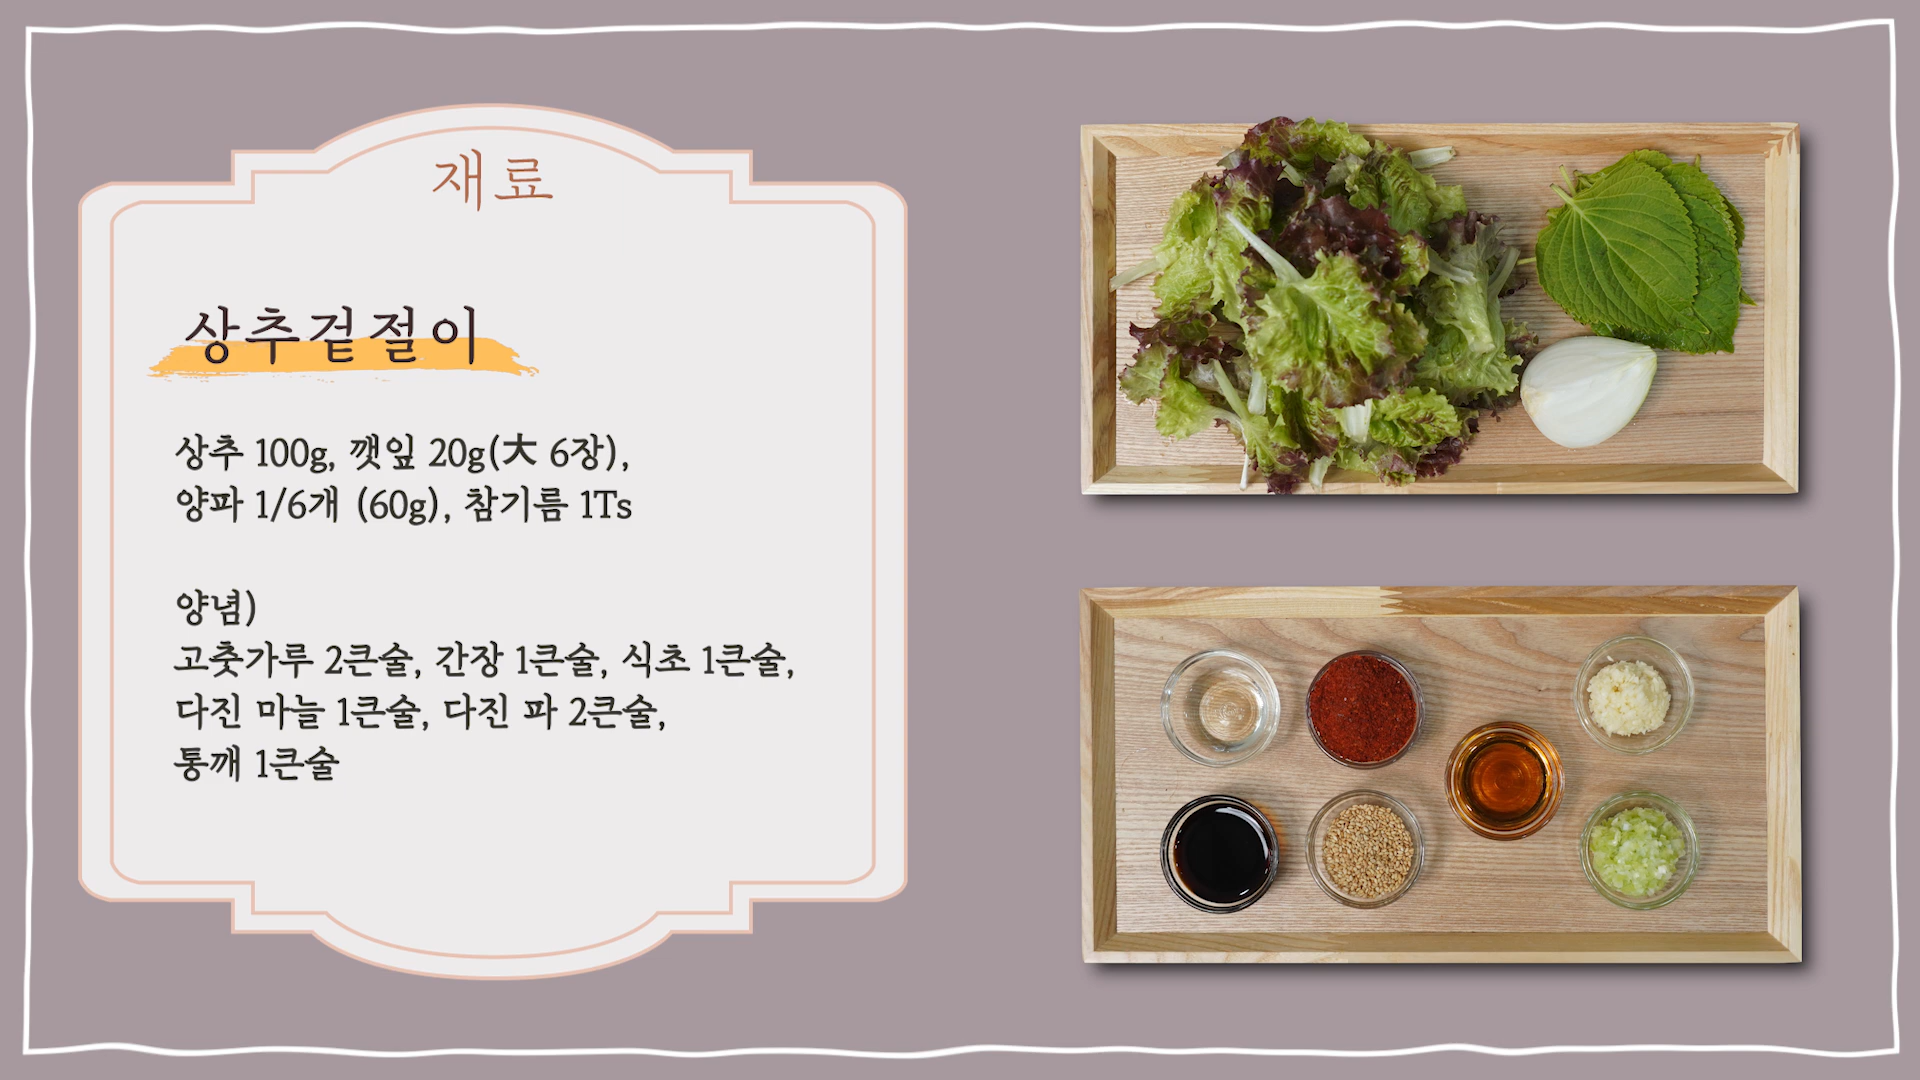 재료
상추겉절이
상추 100g, 깻잎 20g(大 6장),
양파 1/6개 (60g), 참기름 1Ts
양념)
고춧가루 2큰술, 간장 1큰술, 식초 1큰술,
다진 마늘 1큰술, 다진 파 2큰술,
통깨 1큰술